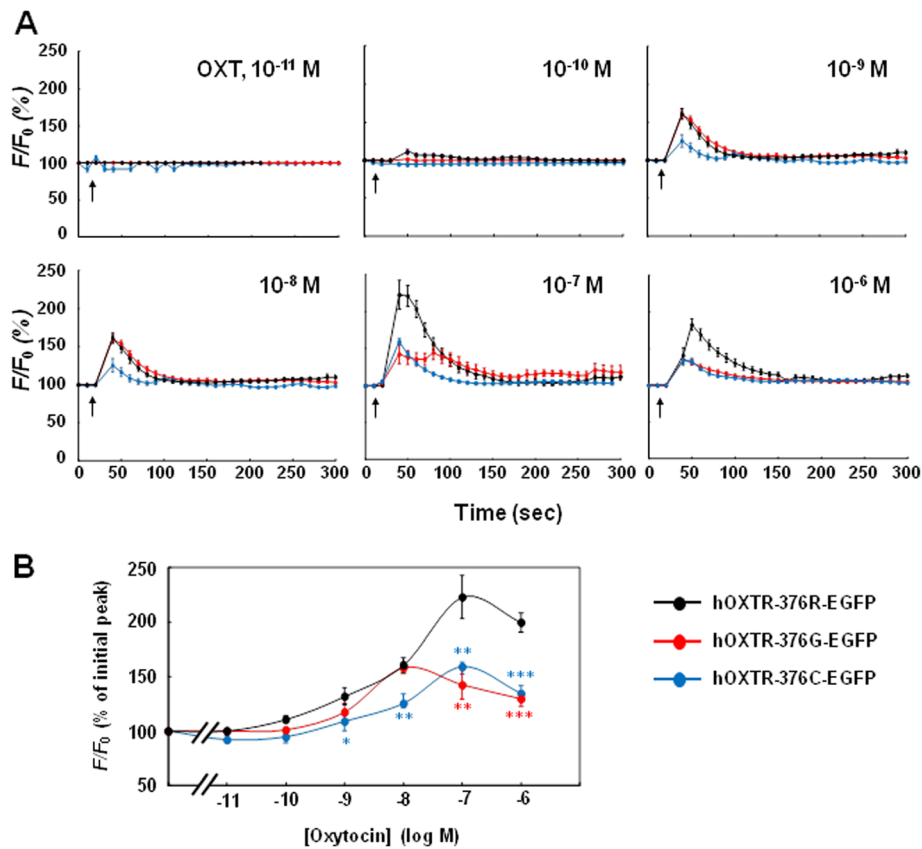 A
OXT, 10-11 M
10-10 M
10-9 M
F/F0 (%)
250
200
150
100
50
0
10-8 M
10-7 M
10-6 M
F/F0 (%)
250
200
150
100
50
0
0 50 100 150 200 250 300
0 50 100 150 200 250 300
0 50 100 150 200 250 300
Time (sec)
B
F/F0 (% of initial peak)
250
200
150
100
50
*
**
**
**
***
***
-11 -10 -9 -8 -7 -6
[Oxytocin] (log M)
hOXTR-376R-EGFP
hOXTR-376G-EGFP
hOXTR-376C-EGFP